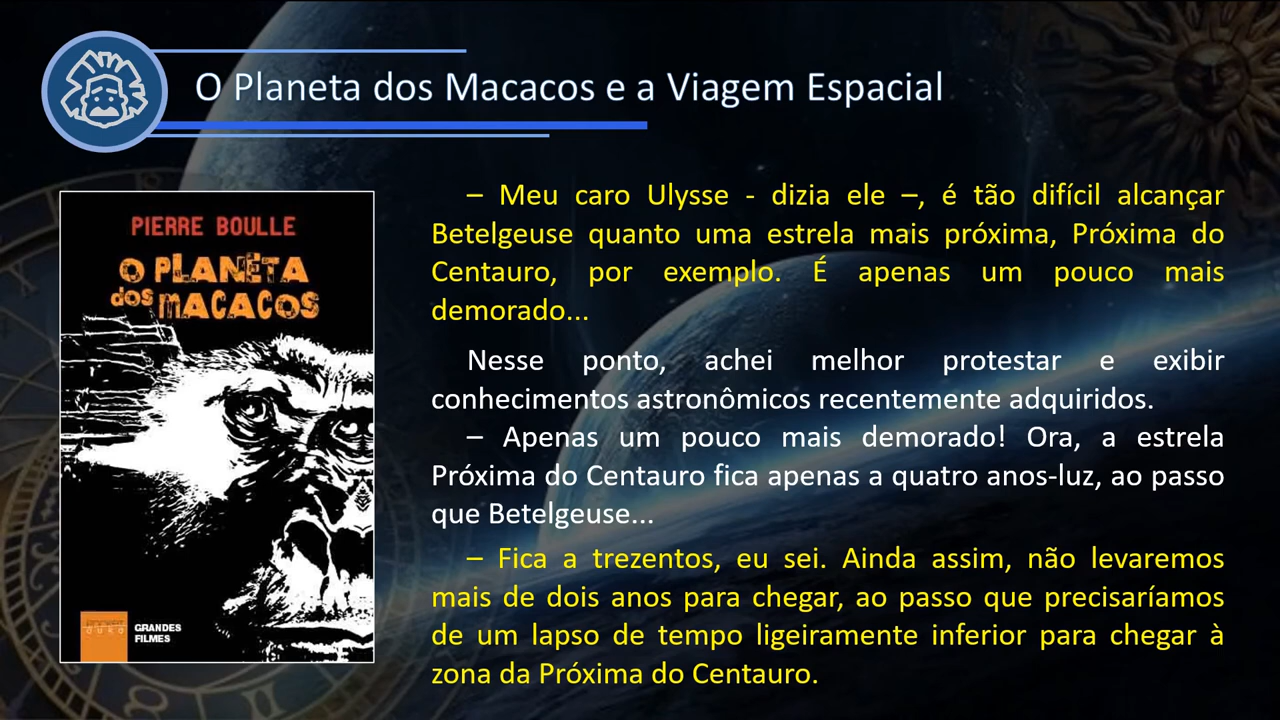 O Planeta dos Macacos e a Viagem Espacial
PIERRE BOULLE
O PLANETA
DOS MACACOS
POCKET
OURO
GRANDES
FILMES
– Meu caro Ulysse - dizia ele –, é tão difícil alcançar
Betelgeuse quanto uma estrela mais próxima, Próxima do
Centauro, por exemplo. É apenas um pouco mais
demorado...
Nesse ponto, achei melhor protestar e exibir
conhecimentos astronômicos recentemente adquiridos.
– Apenas um pouco mais demorado! Ora, a estrela
Próxima do Centauro fica apenas a quatro anos-luz, ao passo
que Betelgeuse...
– Fica a trezentos, eu sei. Ainda assim, não levaremos
mais de dois anos para chegar, ao passo que precisaríamos
de um lapso de tempo ligeiramente inferior para chegar à
zona da Próxima do Centauro.